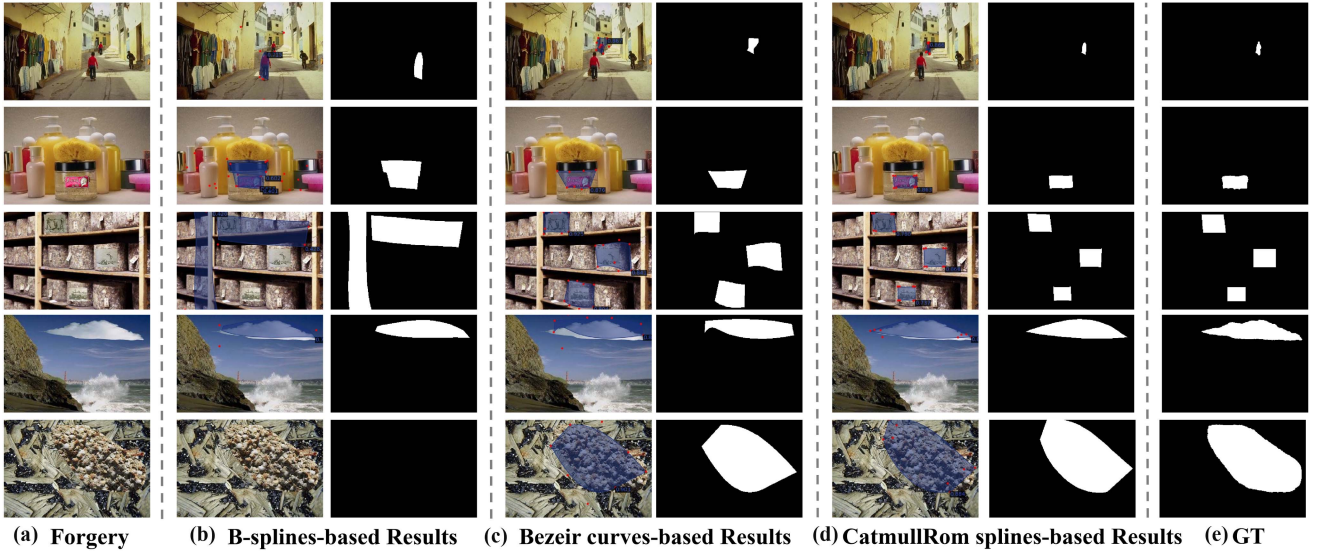 (a) Forgery (b) B-splines-based Results (c) Bezeir curves-based Results (d) CatmullRom splines-based Results (e) GT